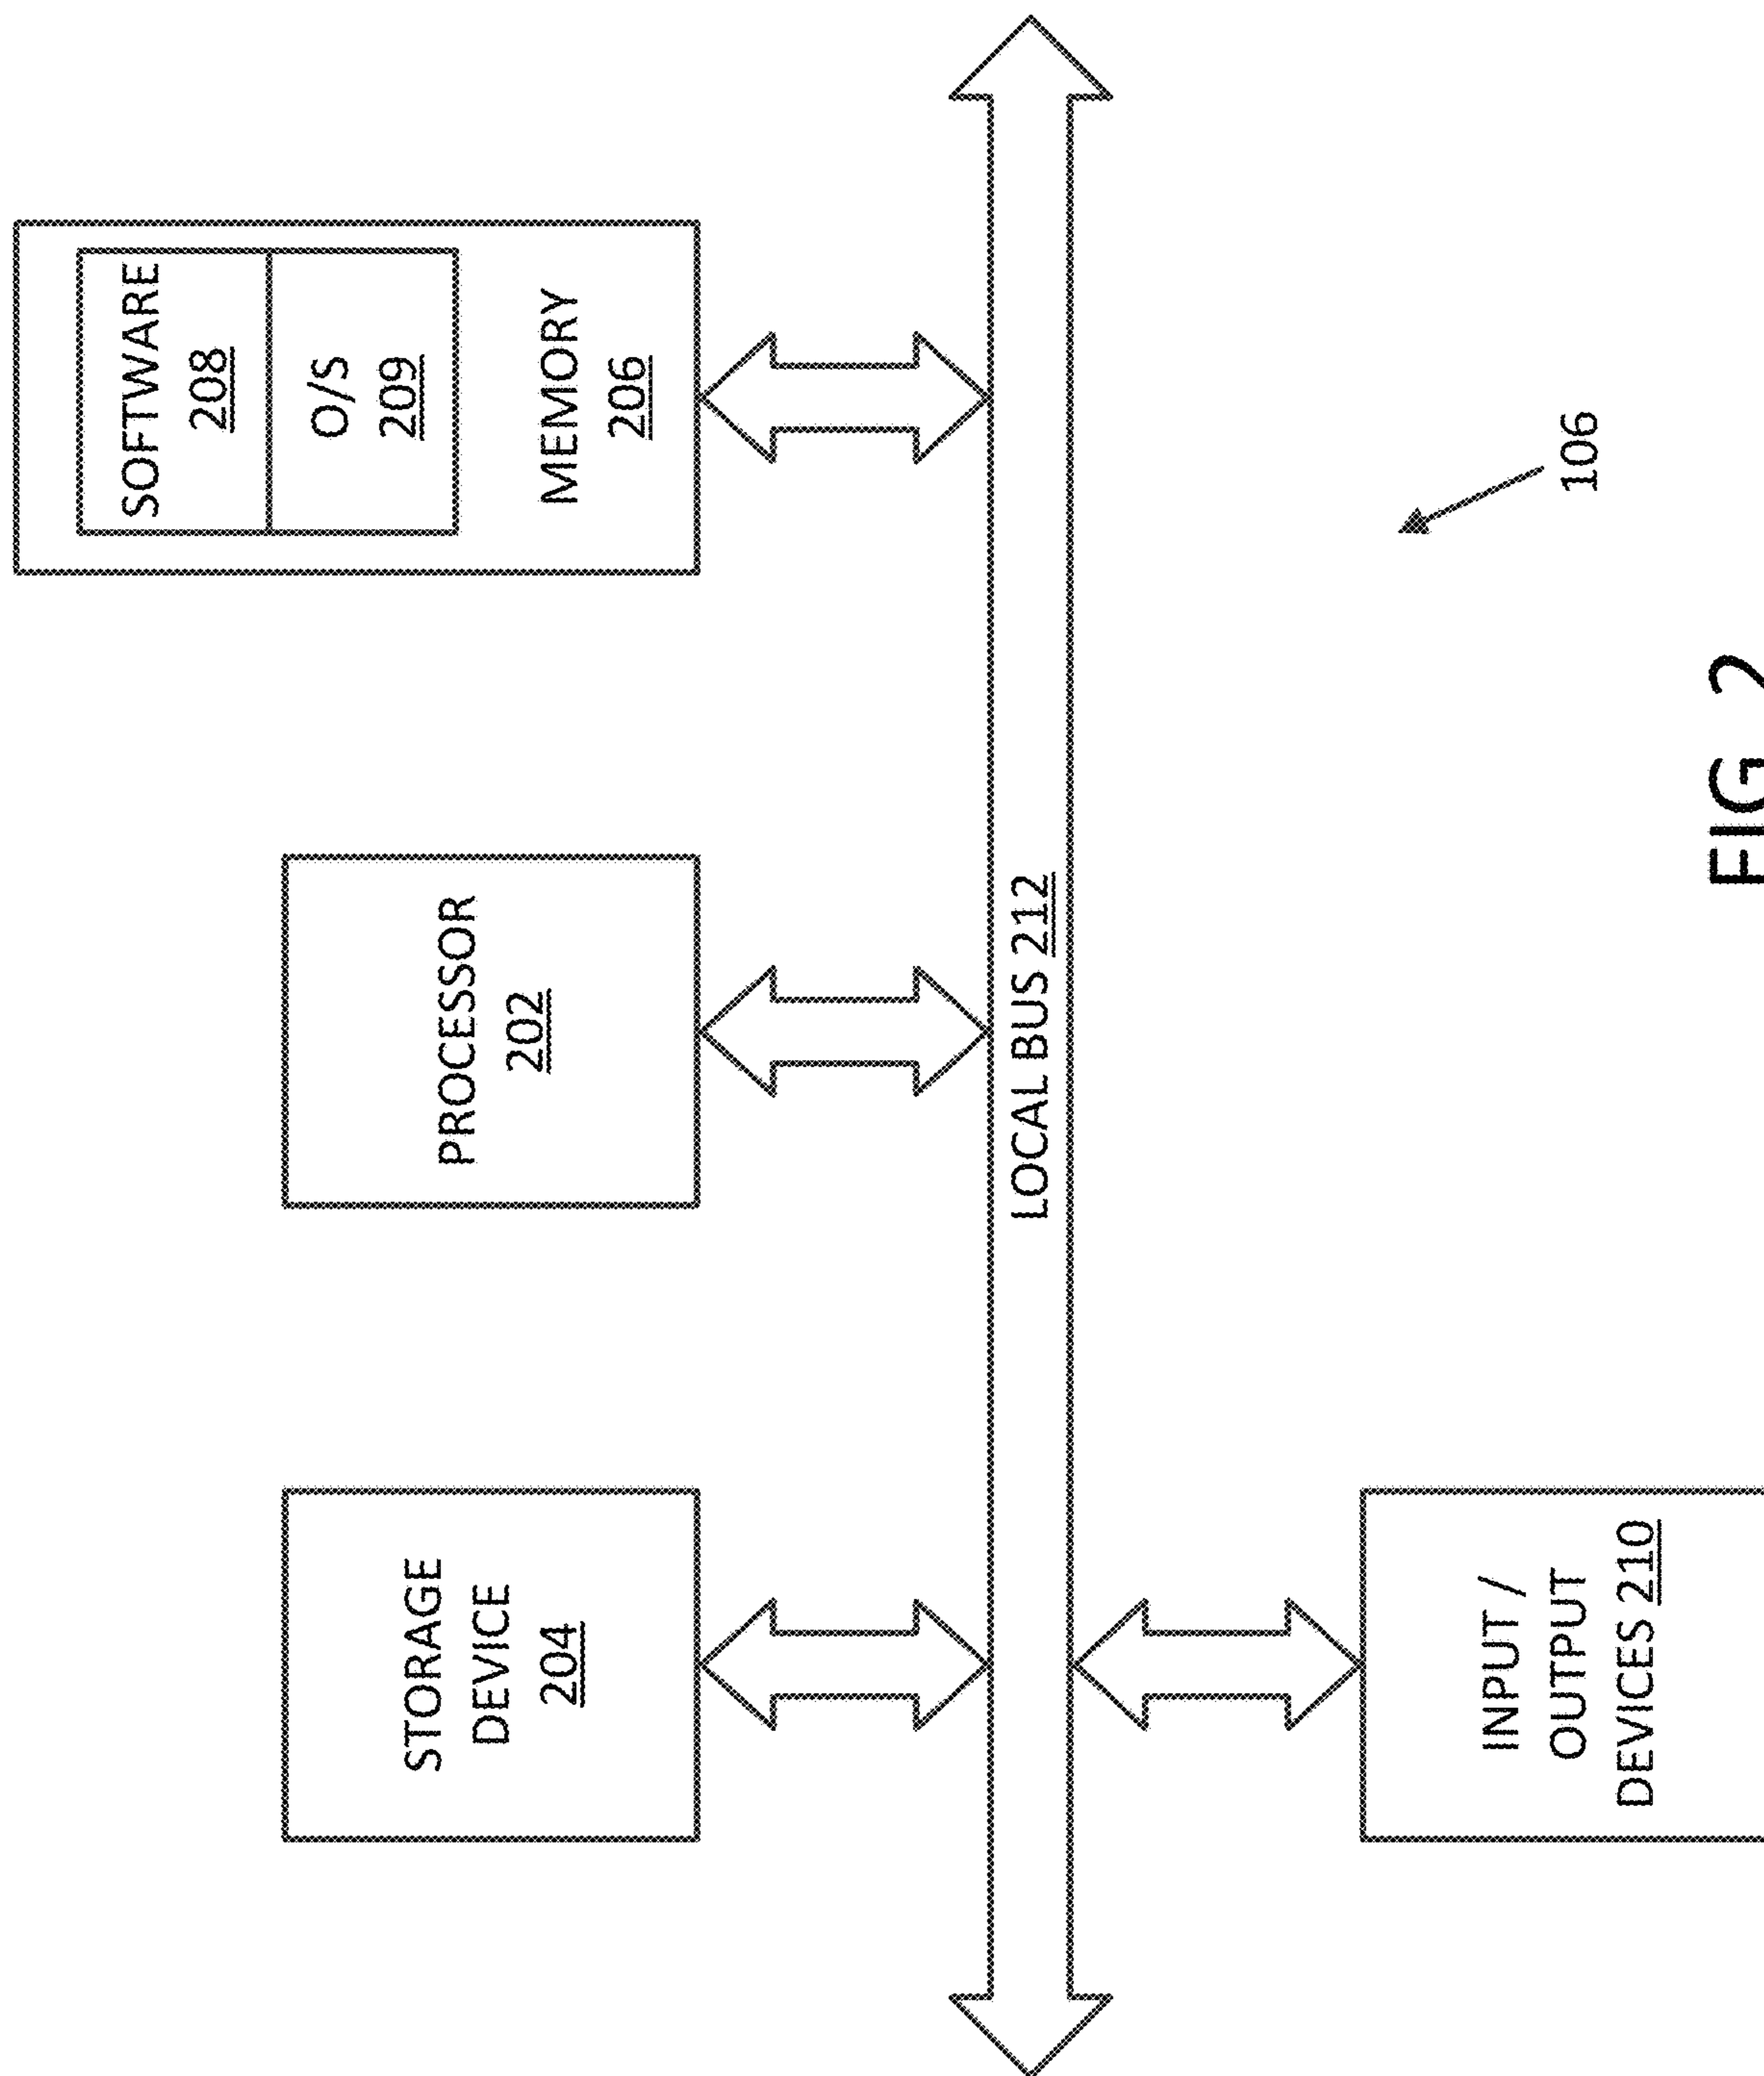 SOFTWARE
208
O/S
209
MEMORY
206
PROCESSOR
202
STORAGE
DEVICE
204
LOCAL BUS 212
INPUT /
OUTPUT
DEVICES 210
106
FIG. 2